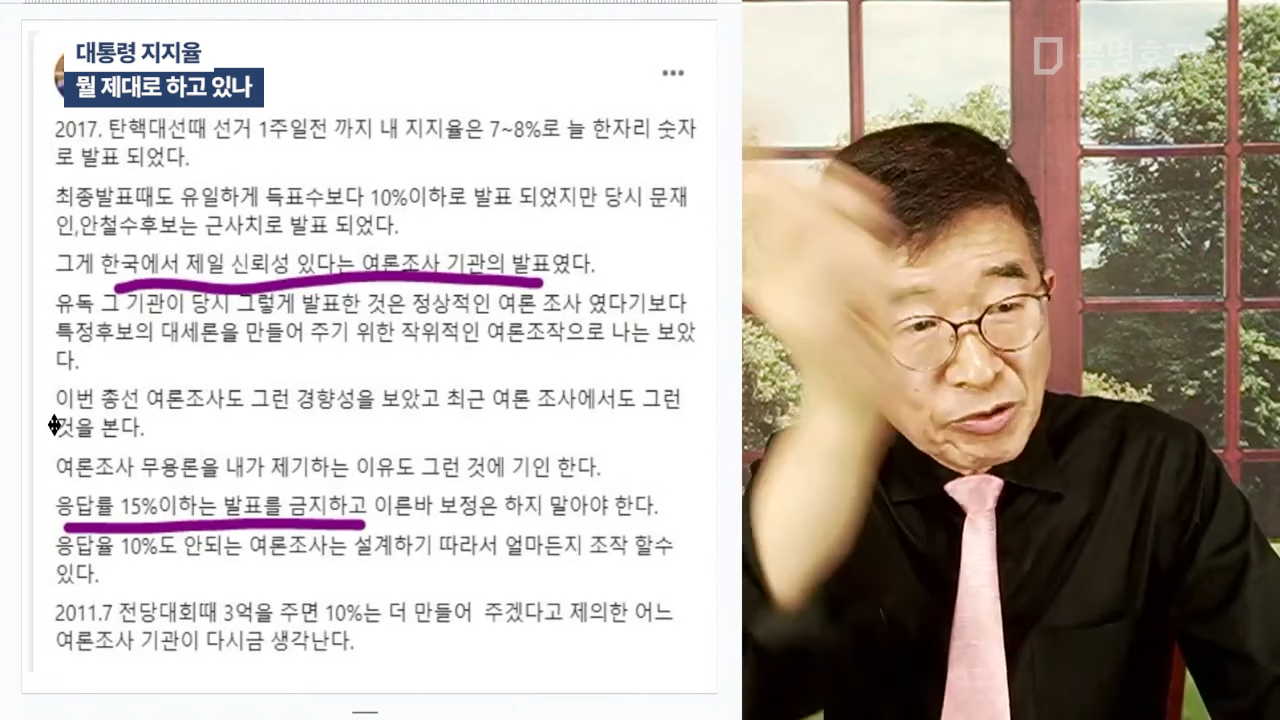 대통령 지지율
뭘 제대로 하고 있나
2017. 탄핵대선때 선거 1주일전 까지 내 지지율은 7~8%로 늘 한자리 숫자
로 발표 되었다.
최종발표때도 유일하게 득표수보다 10%이하로 발표 되었지만 당시 문재
인,안철수후보는 근사치로 발표 되었다.
그게 한국에서 제일 신뢰성 있다는 여론조사 기관의 발표였다.
유독 그 기관이 당시 그렇게 발표한 것은 정상적인 여론 조사 였다기보다
특정후보의 대세론을 만들어 주기 위한 작위적인 여론조작으로 나는 보았
다.
이번 총선 여론조사도 그런 경향성을 보았고 최근 여론 조사에서도 그런
것을 본다.
여론조사 무용론을 내가 제기하는 이유도 그런 것에 기인 한다.
응답률 15%이하는 발표를 금지하고 이른바 보정은 하지 말아야 한다.
응답율 10%도 안되는 여론조사는 설계하기 따라서 얼마든지 조작 할수
있다.
2011.7 전당대회때 3억을 주면 10%는 더 만들어 주겠다고 제의한 어느
여론조사 기관이 다시금 생각난다.